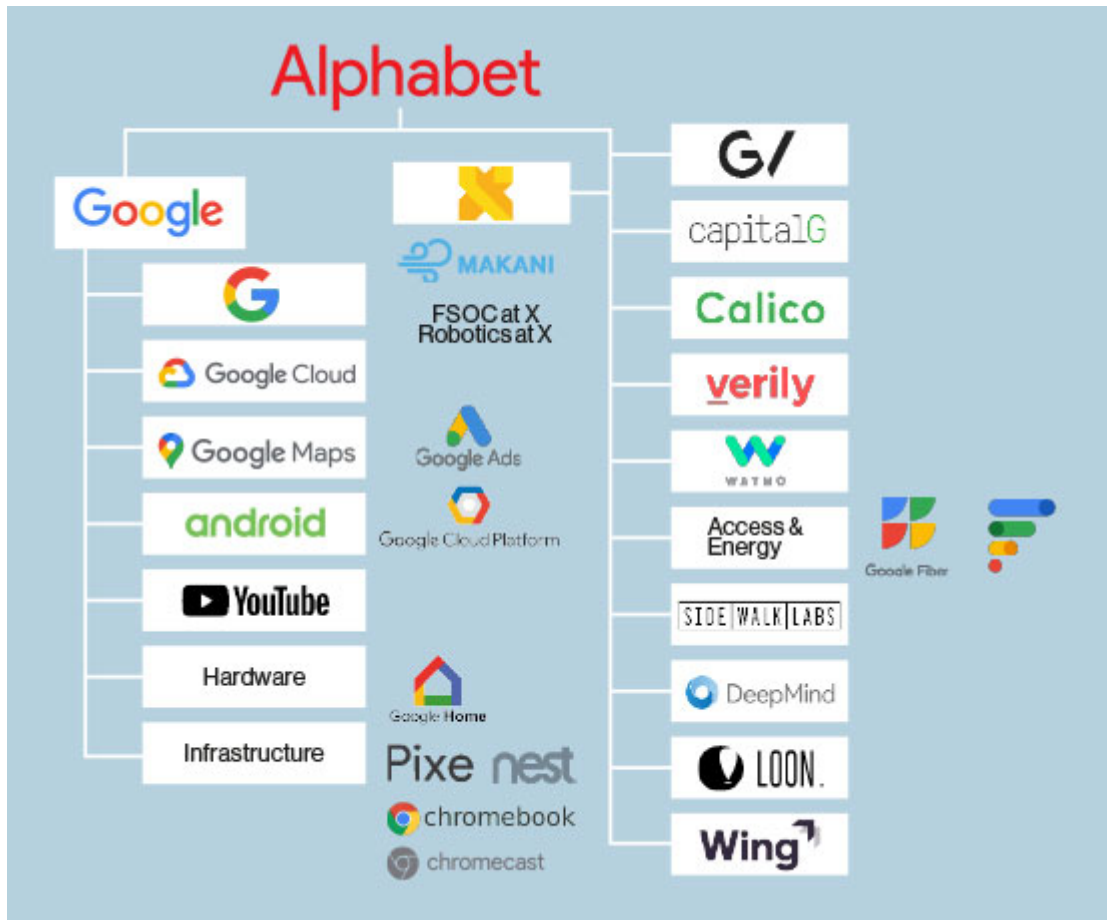 Alphabet
Google
G
Google Cloud
Google Maps
android
YouTube
Hardware
Infrastructure
X
MAKANI
FSOC at X
Robotics at X
Google Ads
Google Cloud Platform
Google Home
Pixe nest
chromebook
chromecast
G/
capitalG
Calico
verily
WAYMO
Access &
Energy
Google Fiber
SIDE WALK LABS
DeepMind
LOON.
Wing